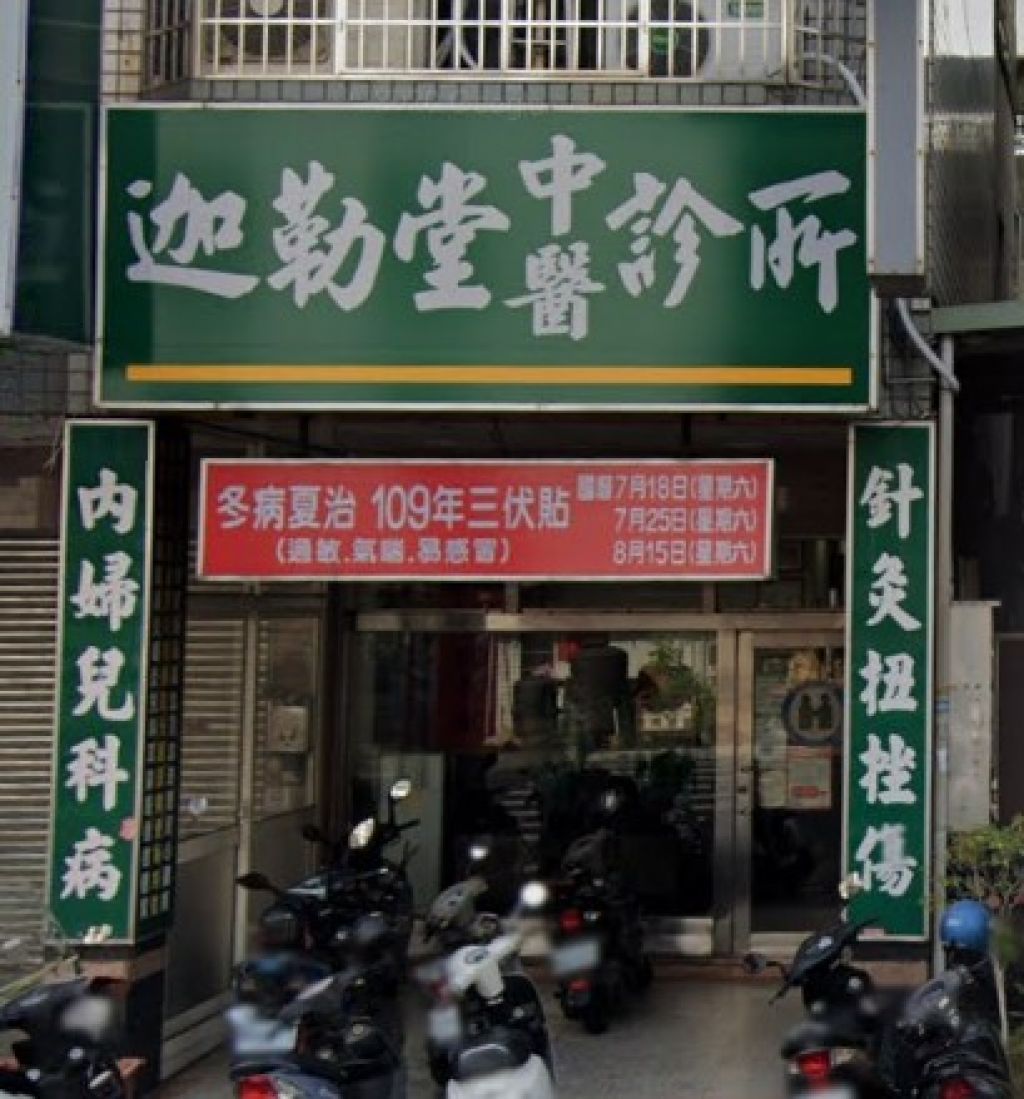 迦勒堂中醫診所
冬病夏治 109年三伏貼
(過敏.氣喘.易感冒)
國曆7月18日(星期六)
7月25日(星期六)
8月15日(星期六)
內婦兒科病
針灸扭挫傷